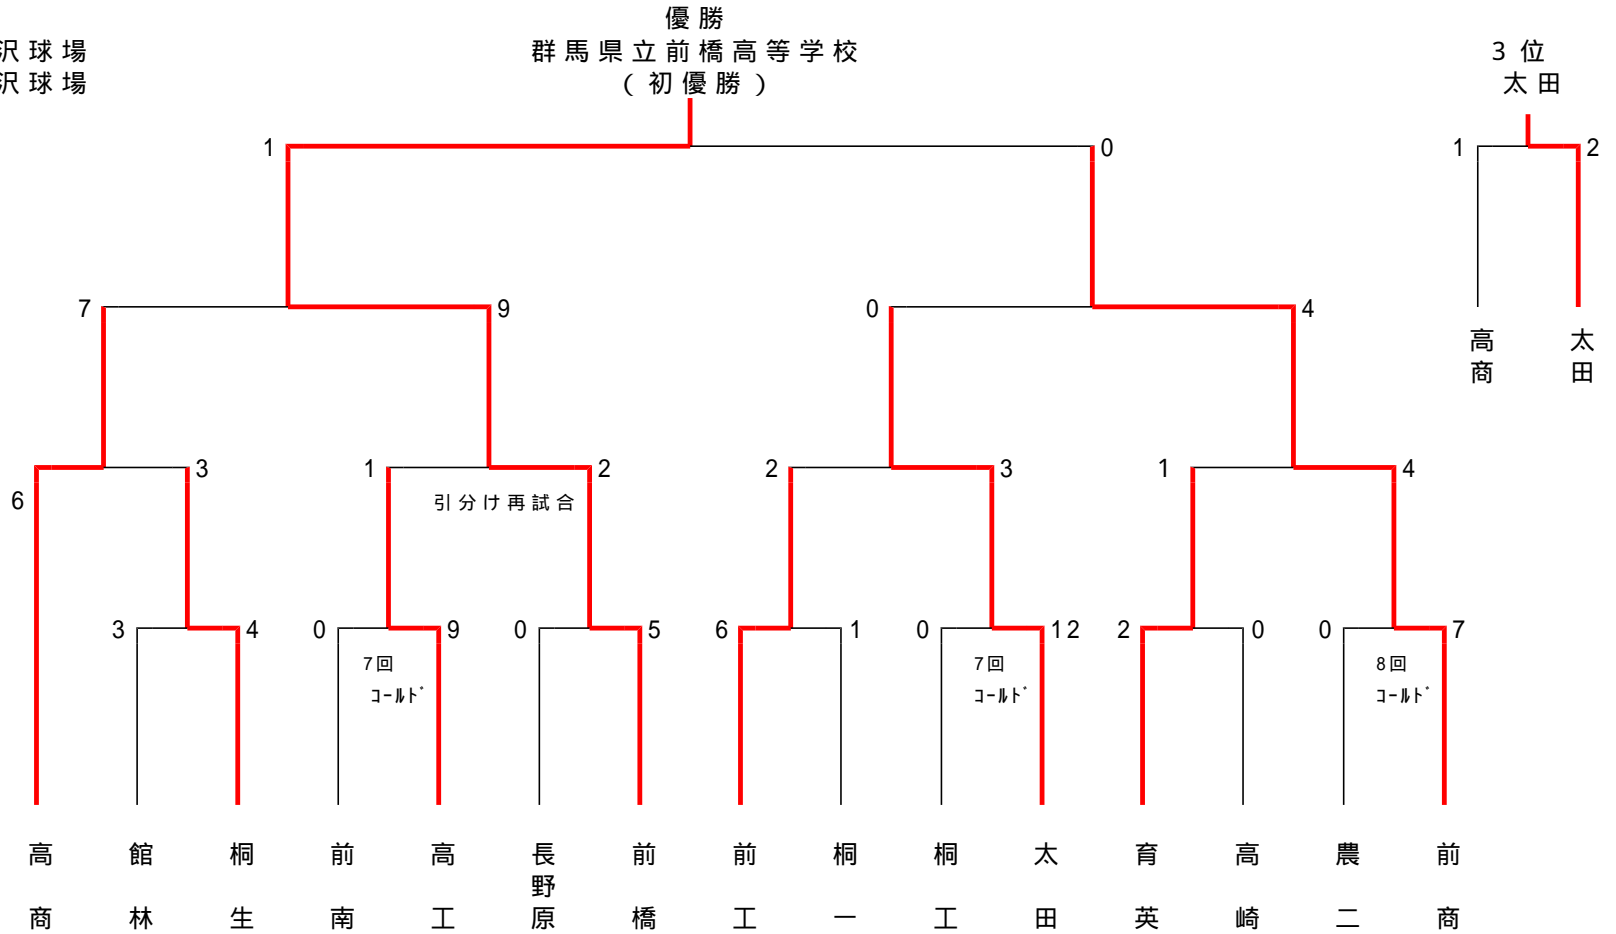 優勝
沢球場
群馬県立前橋高等学校
3位
沢球場
(初優勝)
太田
1
0
1
2
7
9
0
4
高商
太田
6
3
1
2
2
3
1
4
引分け再試合
3
4
0
9
0
5
6
1
0
12
2
0
0
7
7回
ｺｰﾙﾄﾞ
7回
ｺｰﾙﾄﾞ
8回
ｺｰﾙﾄﾞ
高商
館林
桐生
前南
高工
長野原
前橋
前工
桐一
桐工
太田
育英
高崎
農二
前商